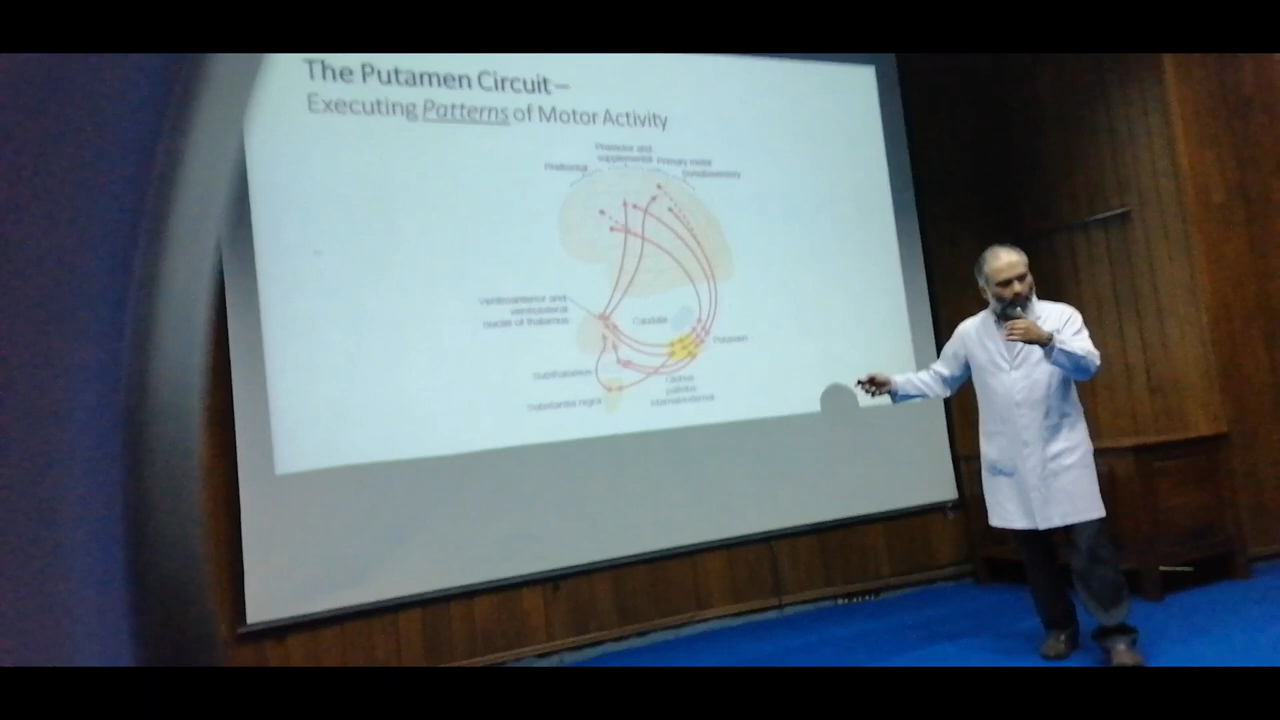 The Putamen Circuit–
Executing Patterns of Motor Activity
Premotor and
supplemental
Primary motor
Prefrontal
Somatosensory
Ventroanterior and
ventrolateral
nuclei of thalamus
Caudate
Putamen
Subthalamus
Globus
pallidus
internal/external
Substantia nigra